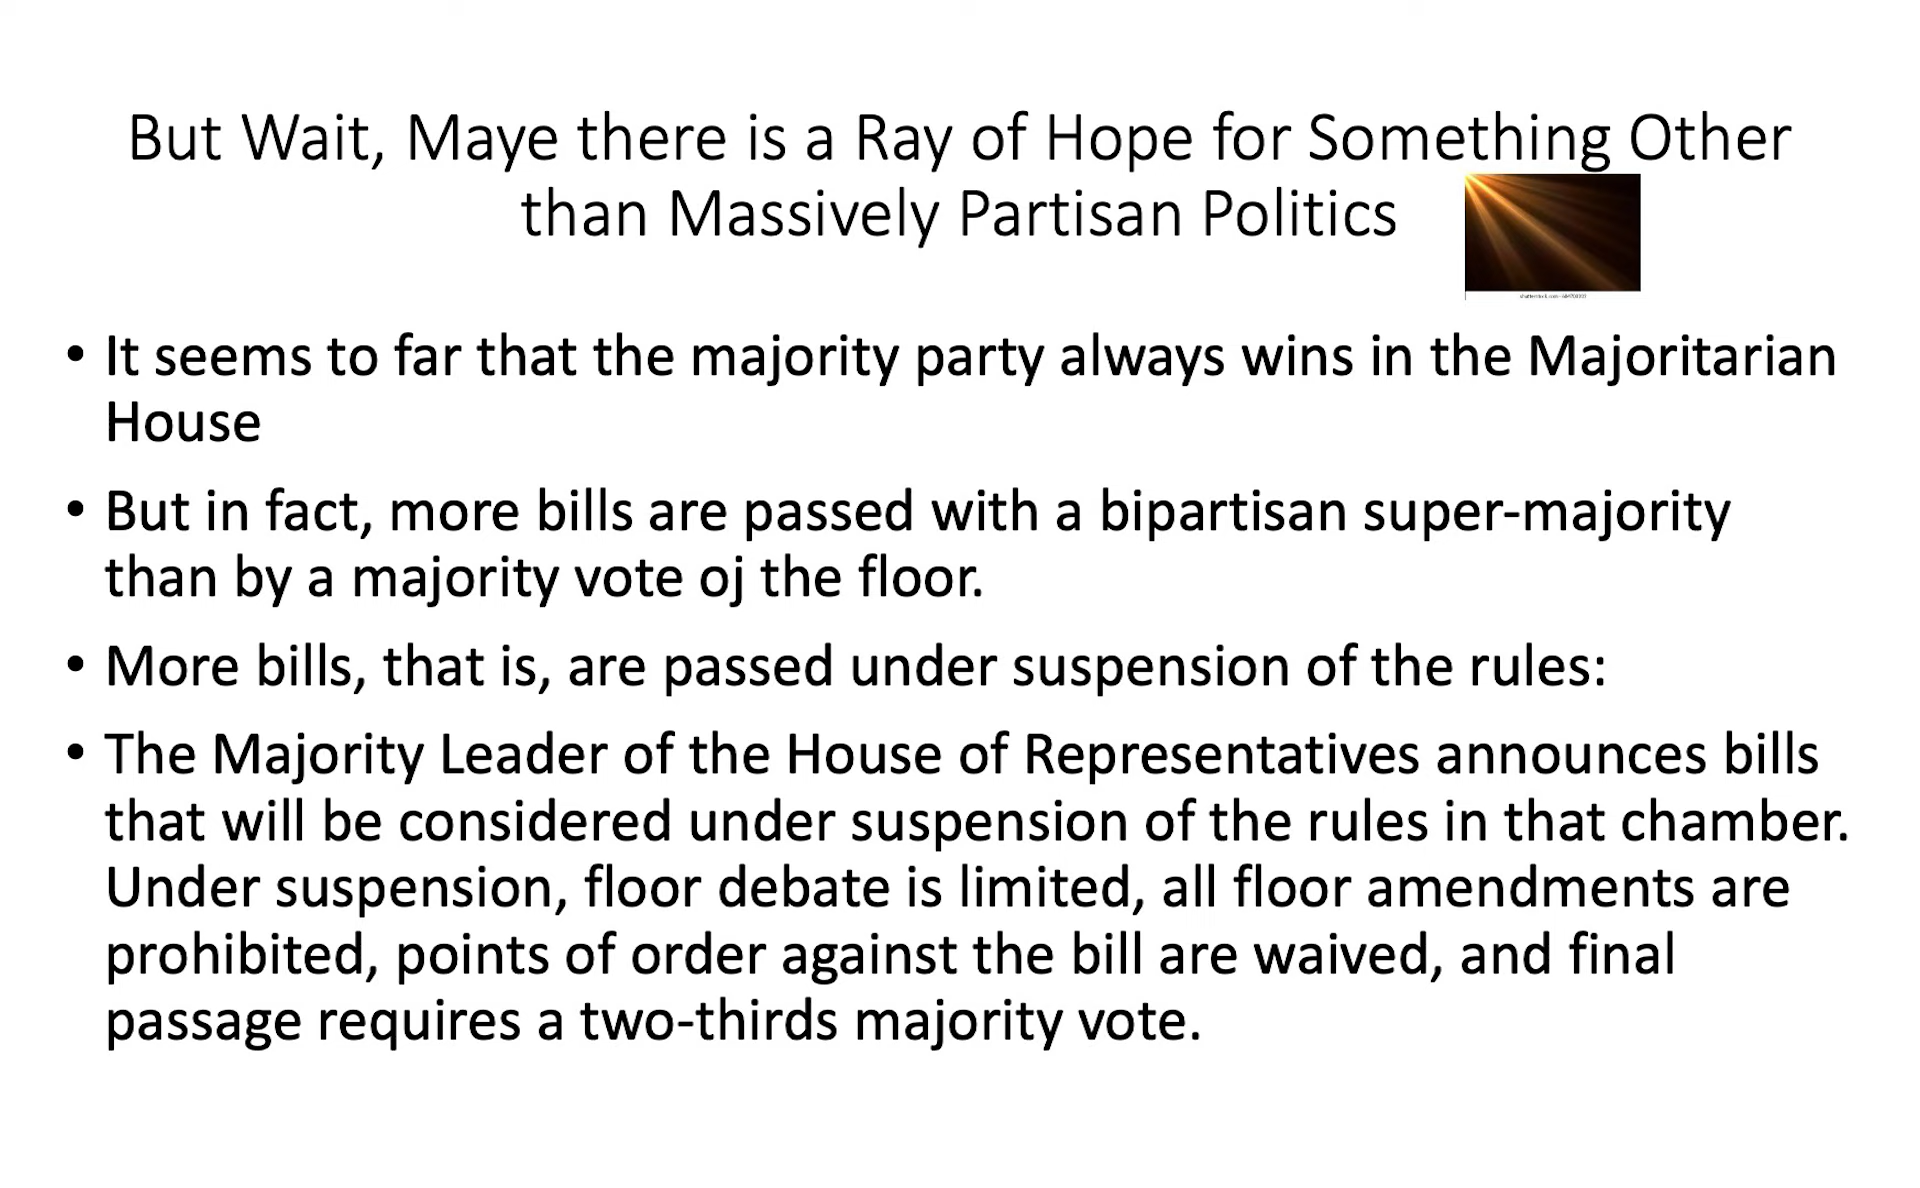 But Wait, Maye there is a Ray of Hope for Something Other
than Massively Partisan Politics
• It seems to far that the majority party always wins in the Majoritarian
House
• But in fact, more bills are passed with a bipartisan super-majority
than by a majority vote oj the floor.
• More bills, that is, are passed under suspension of the rules:
• The Majority Leader of the House of Representatives announces bills
that will be considered under suspension of the rules in that chamber.
Under suspension, floor debate is limited, all floor amendments are
prohibited, points of order against the bill are waived, and final
passage requires a two-thirds majority vote.